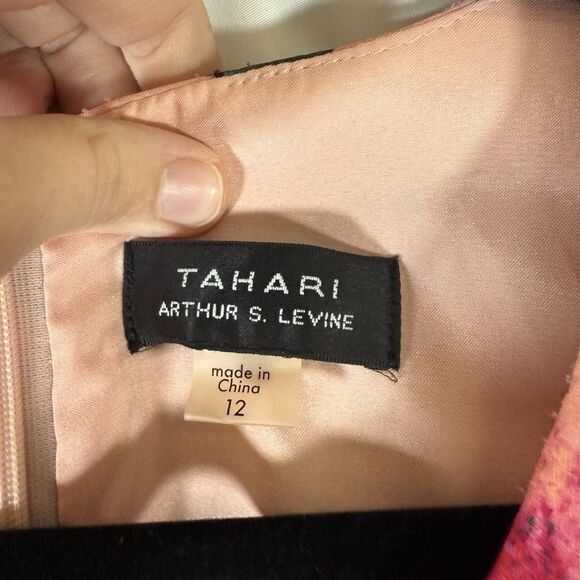 TAHARI
ARTHUR S. LEVINE
made in
China
12